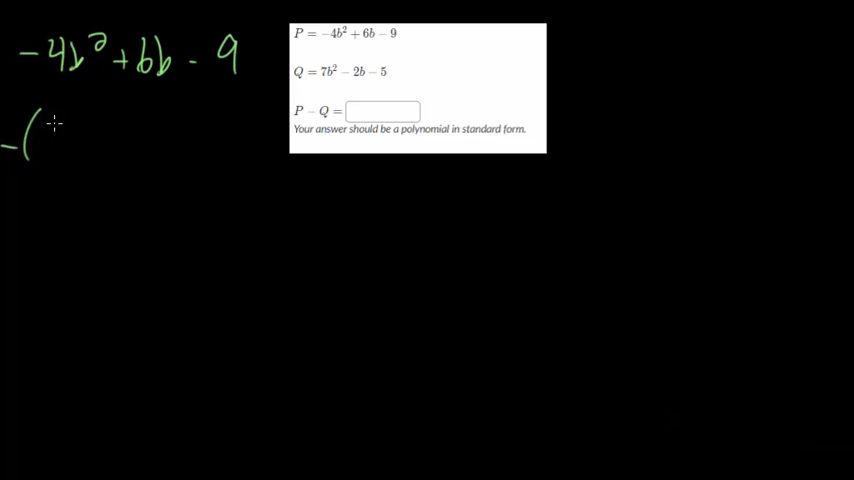 -4b² + 6b - 9
-(
P = -4b² + 6b - 9
Q = 7b² - 2b - 5
P - Q =
Your answer should be a polynomial in standard form.